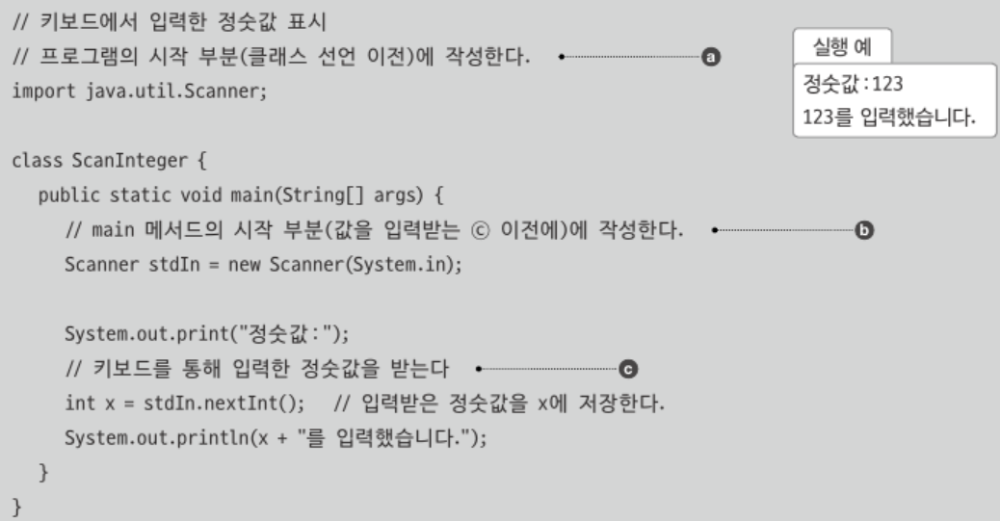 // 키보드에서 입력한 정숫값 표시
// 프로그램의 시작 부분(클래스 선언 이전)에 작성한다. ⓐ
import java.util.Scanner;
실행 예
정숫값:123
123를 입력했습니다.
class ScanInteger {
public static void main(String[] args) {
// main 메서드의 시작 부분(값을 입력받는 ⓒ 이전에)에 작성한다. ⓑ
Scanner stdIn = new Scanner(System.in);
System.out.print("정숫값:");
// 키보드를 통해 입력한 정숫값을 받는다 ⓒ
int x = stdIn.nextInt(); // 입력받은 정숫값을 x에 저장한다.
System.out.println(x + "를 입력했습니다.");
}
}